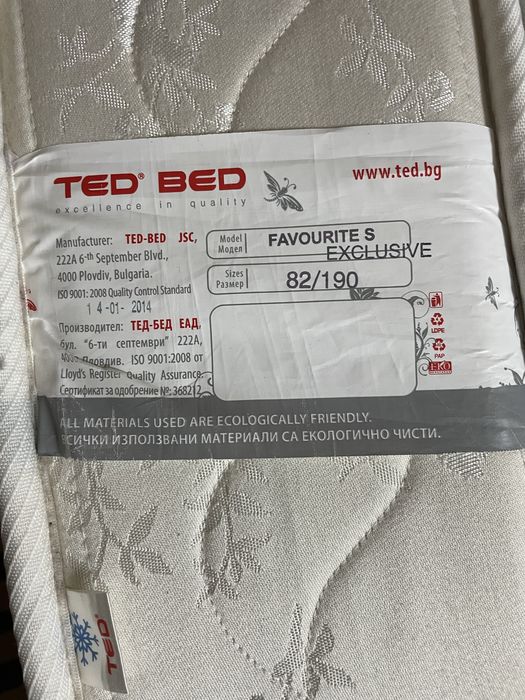 TED® BED
excellence in quality
www.ted.bg
Manufacturer: TED-BED JSC,
222A 6-th September Blvd.,
4000 Plovdiv, Bulgaria.
ISO 9001: 2008 Quality Control Standard
14-01- 2014
Model
Модел
FAVOURITE S
EXCLUSIVE
Sizes
Размер
82/190
Производител: ТЕД-БЕД ЕАД,
бул. "6-ти септември" 222А,
4000 Пловдив. ISO 9001:2008 от
Lloyd's Register Quality Assurance.
Сертификат за одобрение №: 368212
LDPE
PAP
EKO
ALL MATERIALS USED ARE ECOLOGICALLY FRIENDLY.
ВСИЧКИ ИЗПОЛЗВАНИ МАТЕРИАЛИ СА ЕКОЛОГИЧНО ЧИСТИ.
TED®